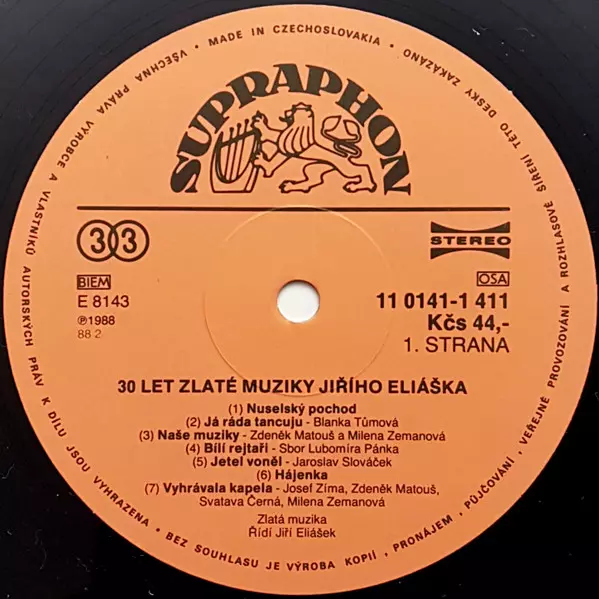 VŠECHNA PRÁVA VÝROBCE A VLASTNÍKŮ AUTORSKÝCH PRÁV K DÍLU JSOU VYHRAZENA • BEZ SOUHLASU JE VÝROBA KOPIÍ, PRONÁJEM, PŮJČOVÁNÍ, VEŘEJNÉ PROVOZOVÁNÍ A ROZHLASOVÉ ŠÍŘENÍ TÉTO DESKY ZAKÁZÁNO • MADE IN CZECHOSLOVAKIA •
SUPRAPHON
33
STEREO
BIEM
OSA
E 8143
11 0141-1 411
℗1988
Kčs 44,-
88 2
1. STRANA
30 LET ZLATÉ MUZIKY JIŘÍHO ELIÁŠKA
(1) Nuselský pochod
(2) Já ráda tancuju - Blanka Tůmová
(3) Naše muziky - Zdeněk Matouš a Milena Zemanová
(4) Bílí rejtaři - Sbor Lubomíra Pánka
(5) Jetel voněl - Jaroslav Slováček
(6) Hájenka
(7) Vyhrávala kapela - Josef Zíma, Zdeněk Matouš,
Svatava Černá, Milena Zemanová
Zlatá muzika
Řídí Jiří Eliášek